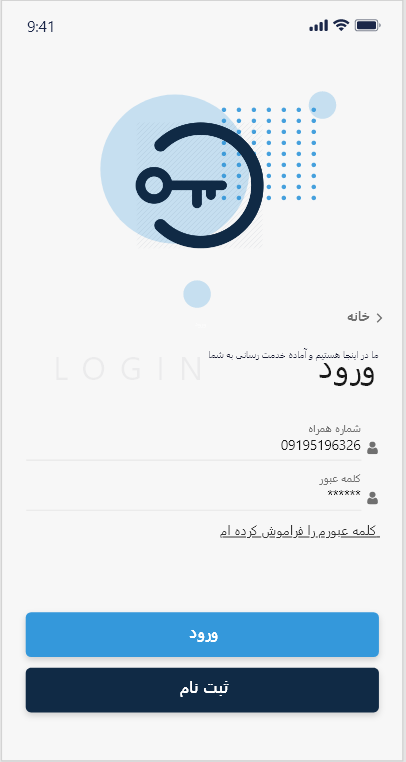 9:41
خانه
ما در اینجا هستیم و آماده خدمت رسانی به شما
ورود
LOGIN
شماره همراه
09195196326
کلمه عبور
******
کلمه عبورم را فراموش کرده ام
ورود
ثبت نام